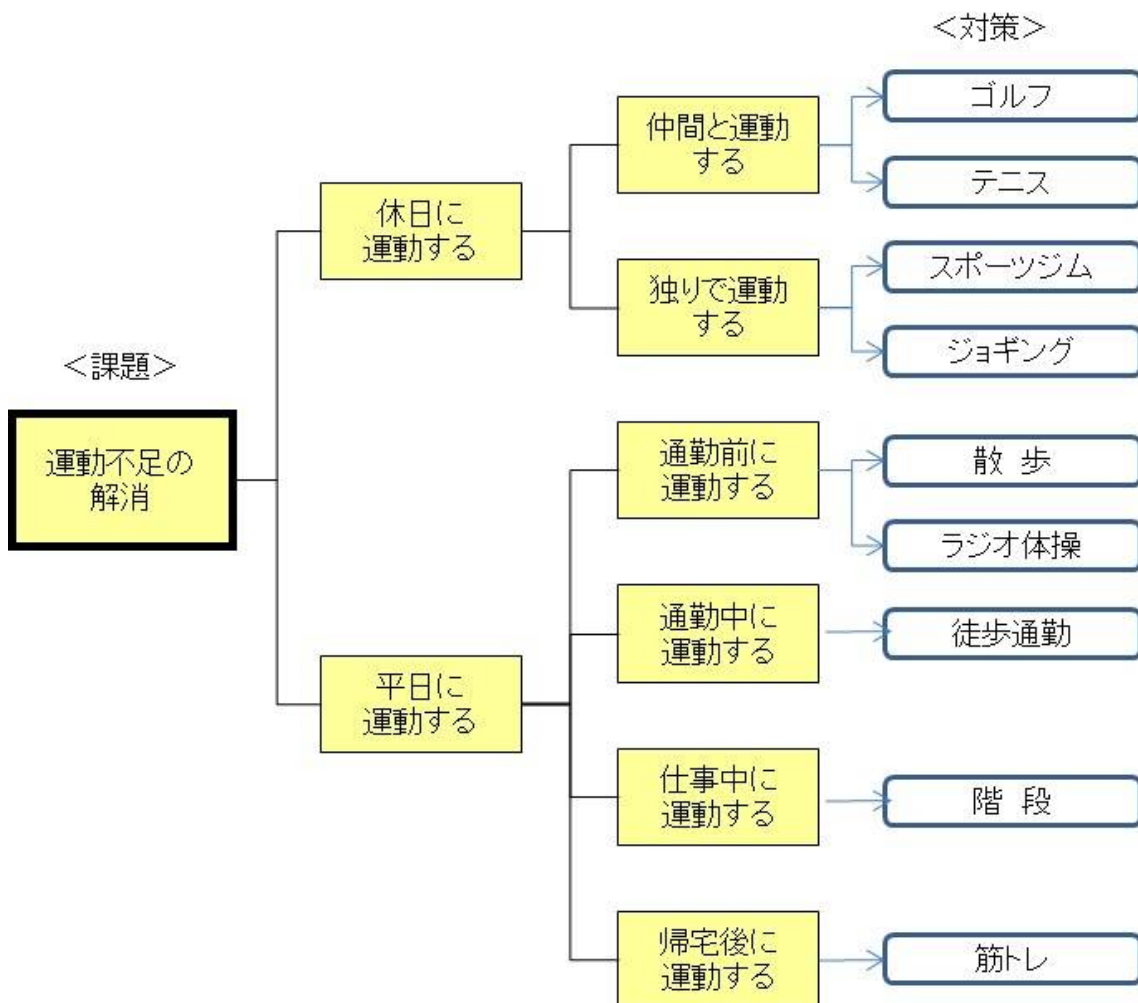 ＜対策＞
ゴルフ
仲間と運動
する
テニス
休日に
運動する
スポーツジム
独りで運動
する
ジョギング
＜課題＞
運動不足の
解消
通勤前に
運動する
散 歩
ラジオ体操
通勤中に
運動する
徒歩通勤
平日に
運動する
仕事中に
運動する
階 段
帰宅後に
運動する
筋トレ